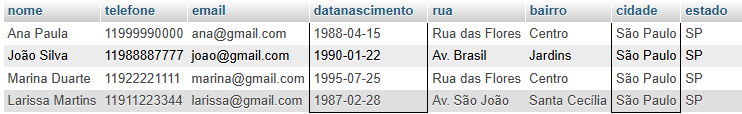 nome telefone email datanascimento rua bairro cidade estado
Ana Paula 11999990000 ana@gmail.com 1988-04-15 Rua das Flores Centro São Paulo SP
João Silva 11988887777 joao@gmail.com 1990-01-22 Av. Brasil Jardins São Paulo SP
Marina Duarte 11922221111 marina@gmail.com 1995-07-25 Rua das Flores Centro São Paulo SP
Larissa Martins 11911223344 larissa@gmail.com 1987-02-28 Av. São João Santa Cecília São Paulo SP